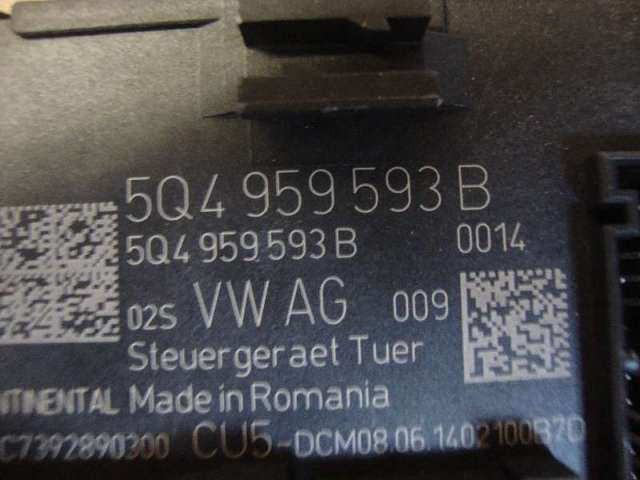 5Q4 959 593 B
5Q4 959 593 B 0014
02S VW AG 009
Steuergeraet Tuer
NTINENTAL Made in Romania
C7392890300 CU5-DCM08.06.1402100B7D